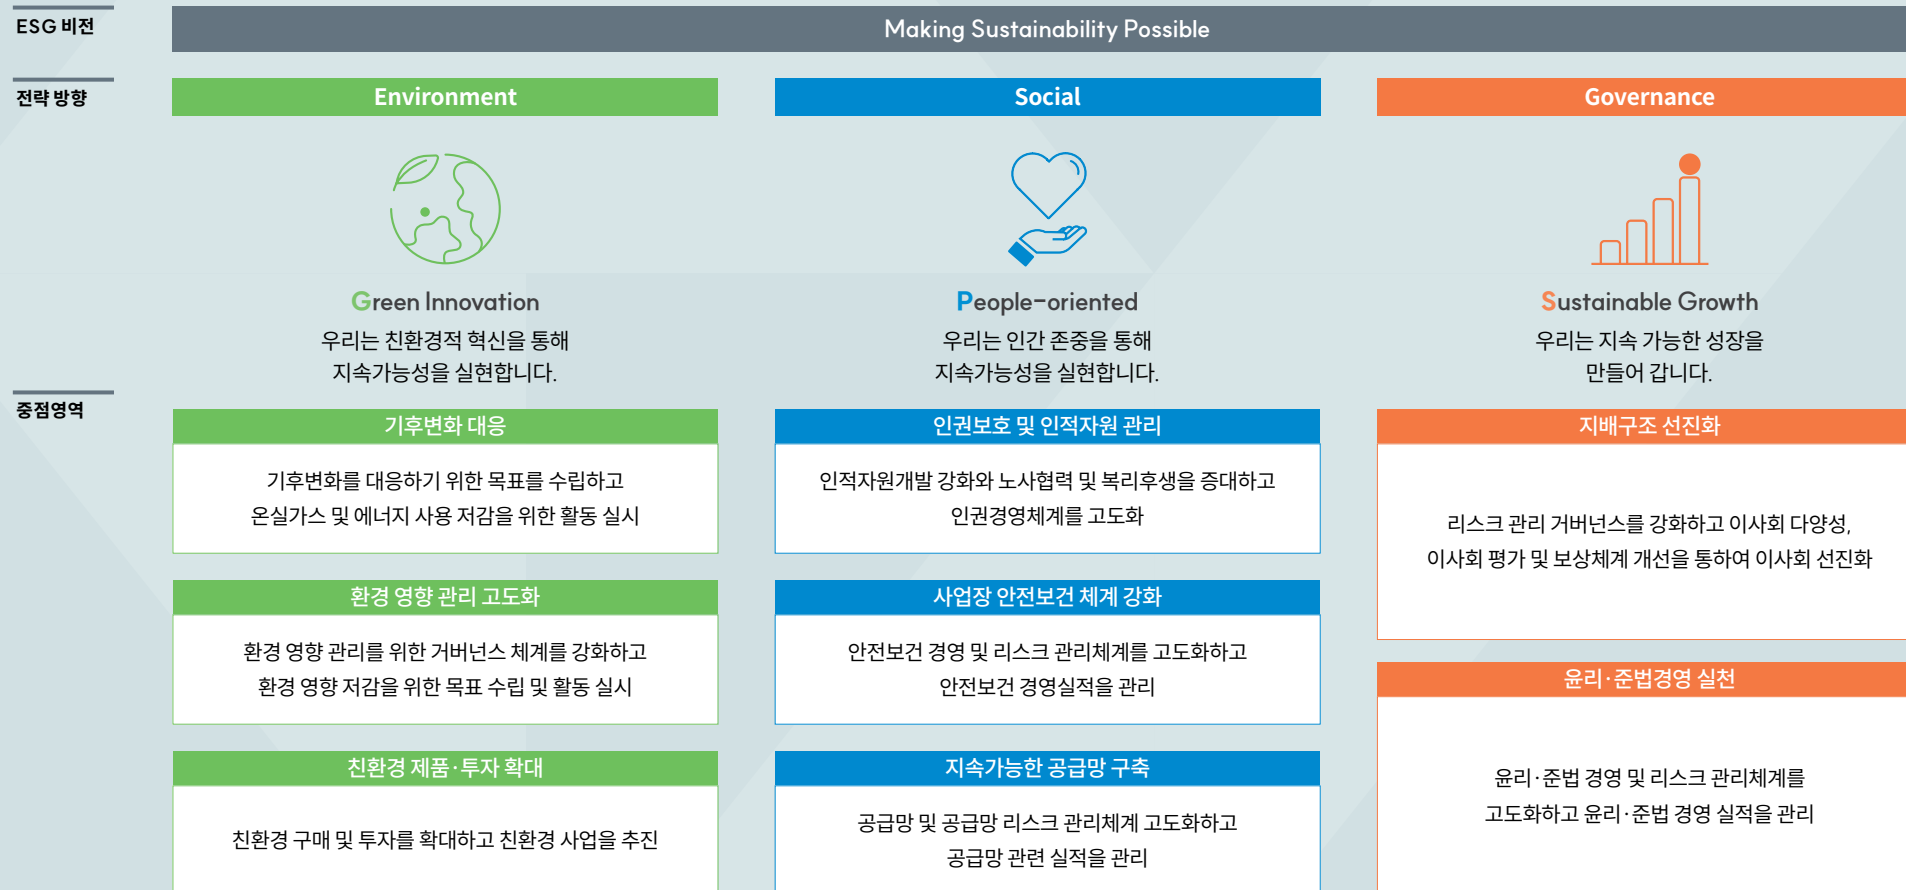 ESG 비전
Making Sustainability Possible
전략 방향
Environment
Social
Governance
Green Innovation
우리는 친환경적 혁신을 통해
지속가능성을 실현합니다.
People-oriented
우리는 인간 존중을 통해
지속가능성을 실현합니다.
Sustainable Growth
우리는 지속 가능한 성장을
만들어 갑니다.
중점영역
기후변화 대응
기후변화를 대응하기 위한 목표를 수립하고
온실가스 및 에너지 사용 저감을 위한 활동 실시
환경 영향 관리 고도화
환경 영향 관리를 위한 거버넌스 체계를 강화하고
환경 영향 저감을 위한 목표 수립 및 활동 실시
친환경 제품·투자 확대
친환경 구매 및 투자를 확대하고 친환경 사업을 추진
인권보호 및 인적자원 관리
인적자원개발 강화와 노사협력 및 복리후생을 증대하고
인권경영체계를 고도화
사업장 안전보건 체계 강화
안전보건 경영 및 리스크 관리체계를 고도화하고
안전보건 경영실적을 관리
지속가능한 공급망 구축
공급망 및 공급망 리스크 관리체계 고도화하고
공급망 관련 실적을 관리
지배구조 선진화
리스크 관리 거버넌스를 강화하고 이사회 다양성,
이사회 평가 및 보상체계 개선을 통하여 이사회 선진화
윤리·준법경영 실천
윤리·준법 경영 및 리스크 관리체계를
고도화하고 윤리·준법 경영 실적을 관리